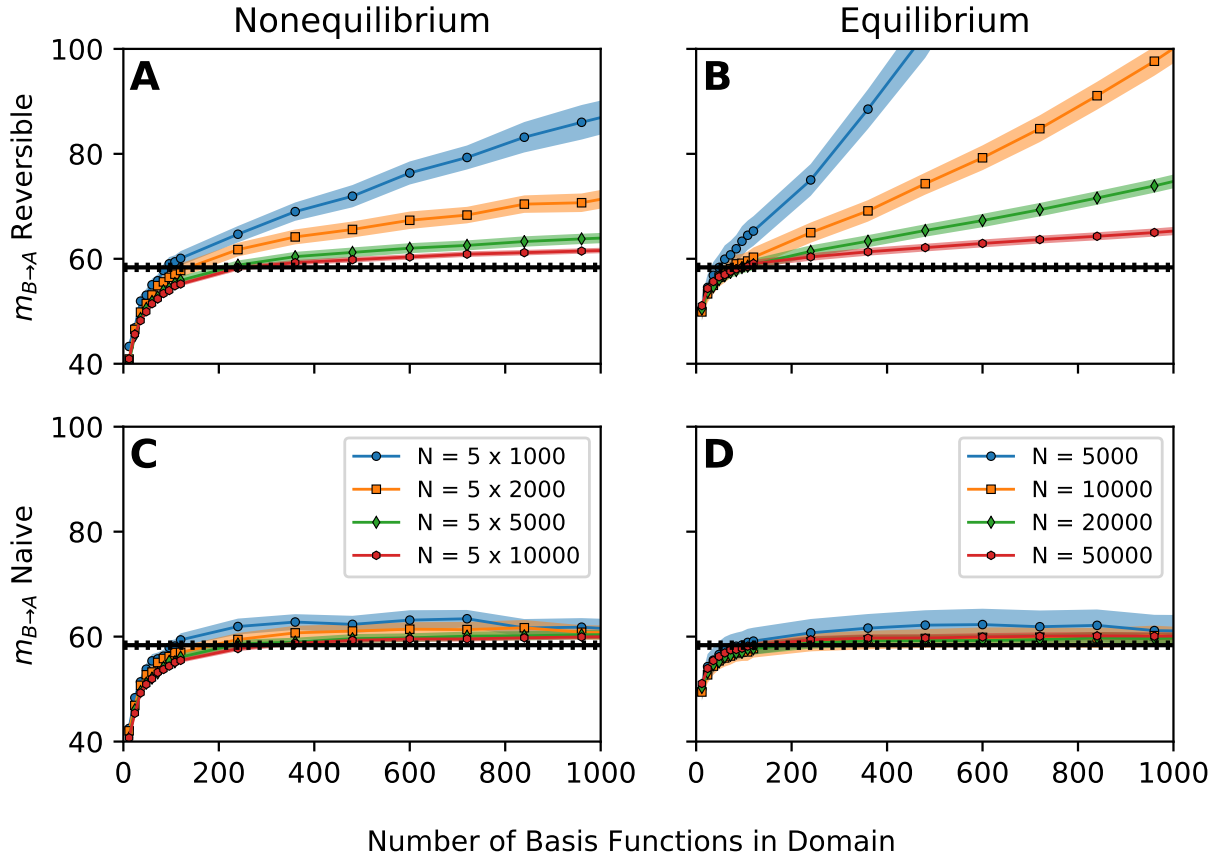 Nonequilibrium
Equilibrium
A
B
100
80
60
40
m_{B→A} Reversible
C
D
100
80
60
40
m_{B→A} Naive
N = 5 x 1000
N = 5 x 2000
N = 5 x 5000
N = 5 x 10000
N = 5000
N = 10000
N = 20000
N = 50000
0 200 400 600 800 1000
0 200 400 600 800 1000
Number of Basis Functions in Domain